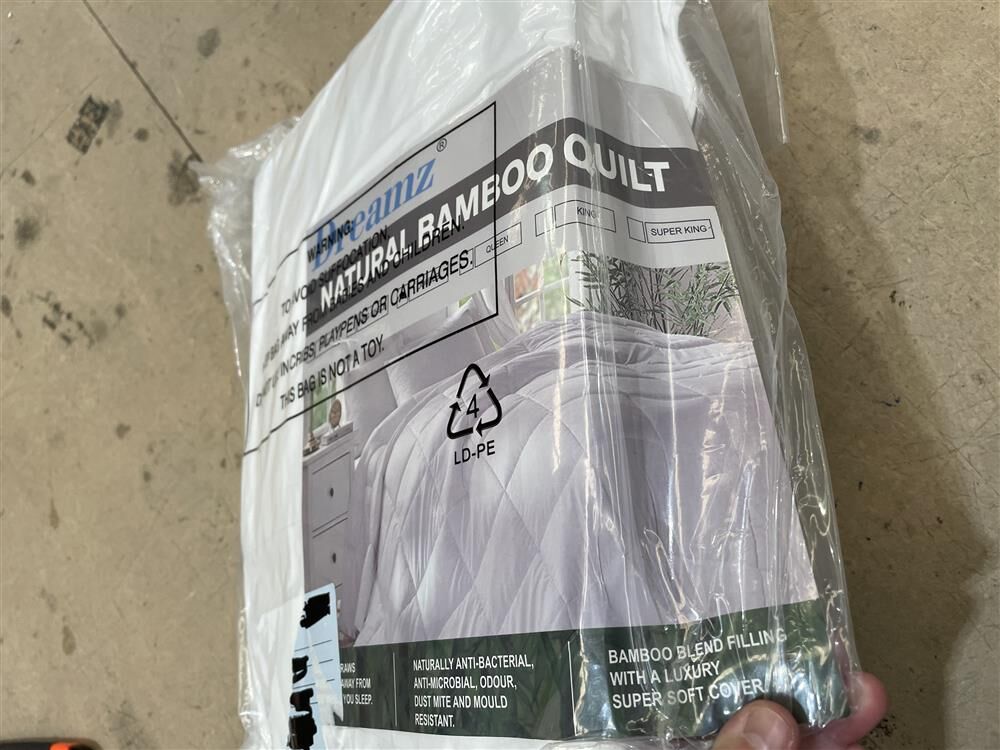 Dreamz®
NATURAL BAMBOO QUILT
QUEEN
KING
SUPER KING
WARNING:
TO AVOID SUFFOCATION,
AWAY FROM BABIES AND CHILDREN.
IN CRIBS, PLAYPENS OR CARRIAGES.
THIS BAG IS NOT A TOY.
4
LD-PE
AWAY FROM
YOU SLEEP.
NATURALLY ANTI-BACTERIAL,
ANTI-MICROBIAL, ODOUR,
DUST MITE AND MOULD
RESISTANT.
BAMBOO BLEND FILLING
WITH A LUXURY
SUPER SOFT COVER